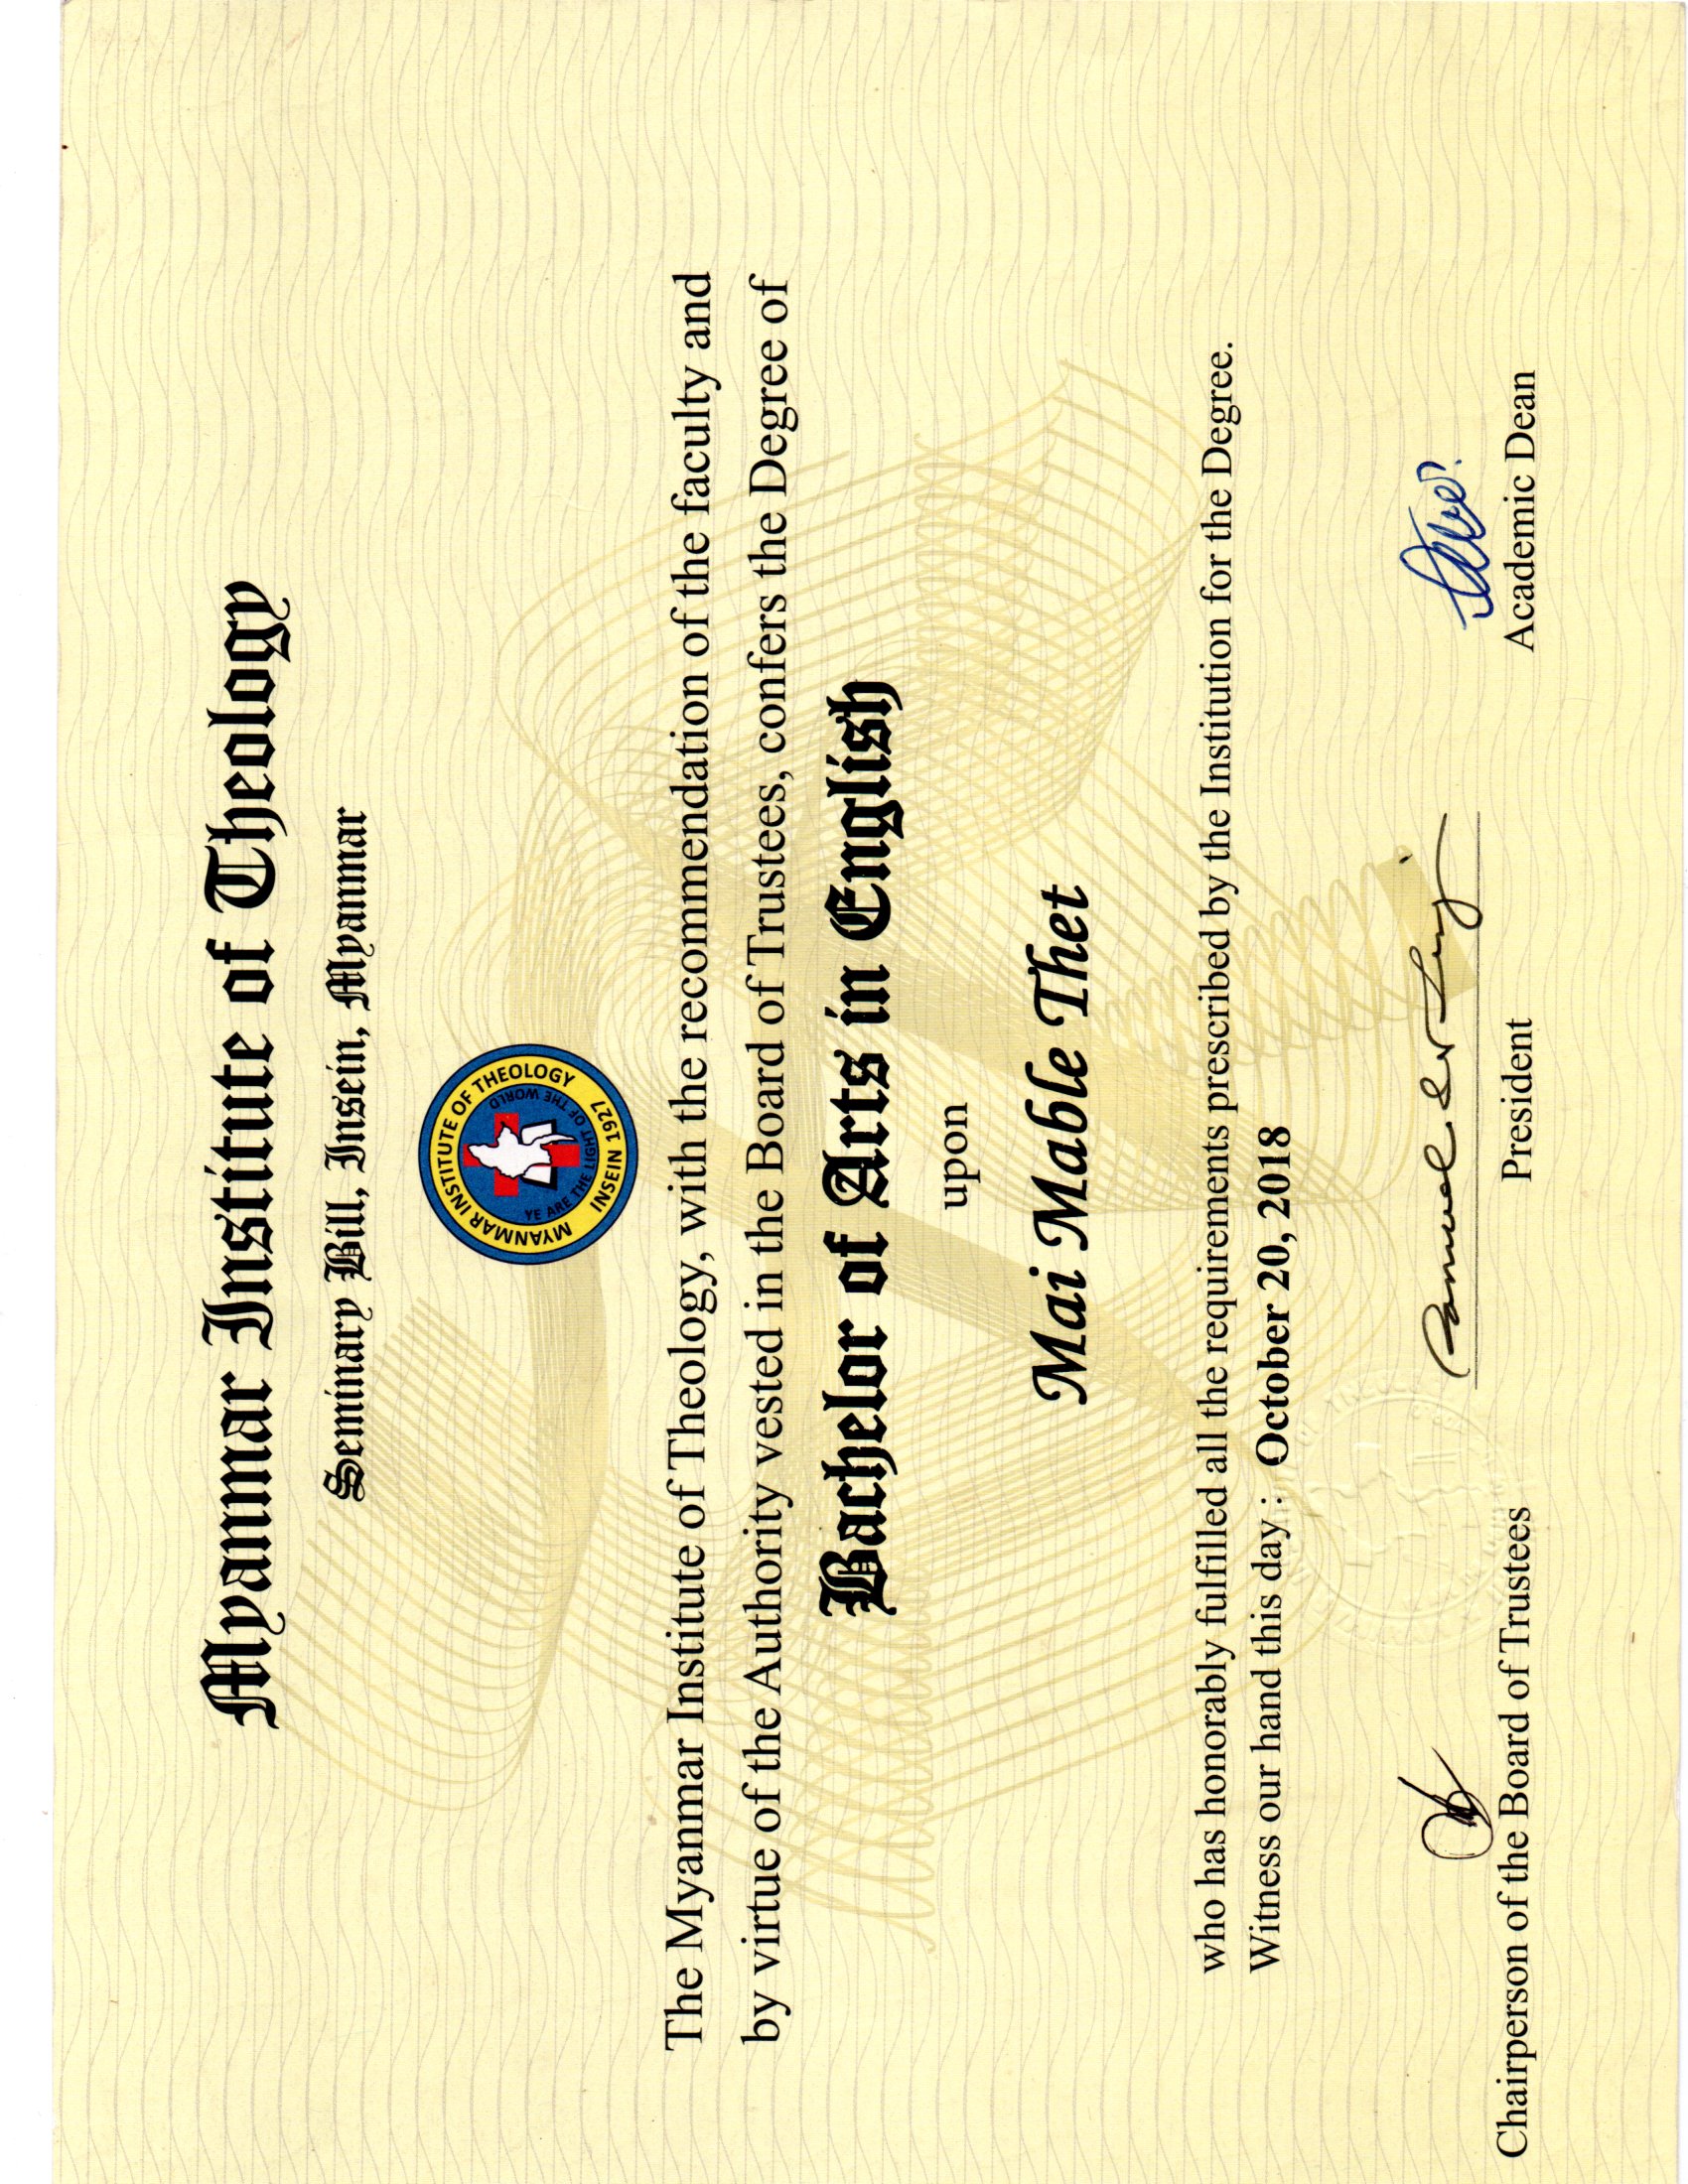 Myanmar Institute of Theology
Seminary Hill, Insein, Myanmar
MYANMAR INSTITUTE OF THEOLOGY
YE ARE THE LIGHT OF THE WORLD
INSEIN 1927
The Myanmar Institute of Theology, with the recommendation of the faculty and
by virtue of the Authority vested in the Board of Trustees, confers the Degree of
Bachelor of Arts in English
upon
Mai Mable Thet
who has honorably fulfilled all the requirements prescribed by the Institution for the Degree.
Witness our hand this day : October 20, 2018
Samuel
Chairperson of the Board of Trustees
President
Academic Dean